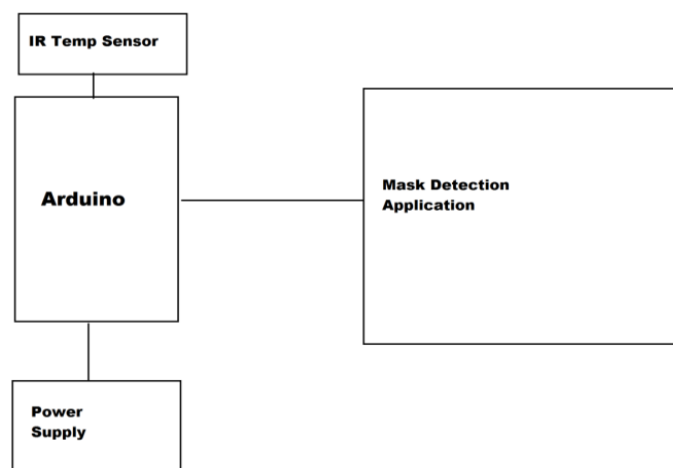 IR Temp Sensor
Arduino
Mask Detection
Application
Power
Supply